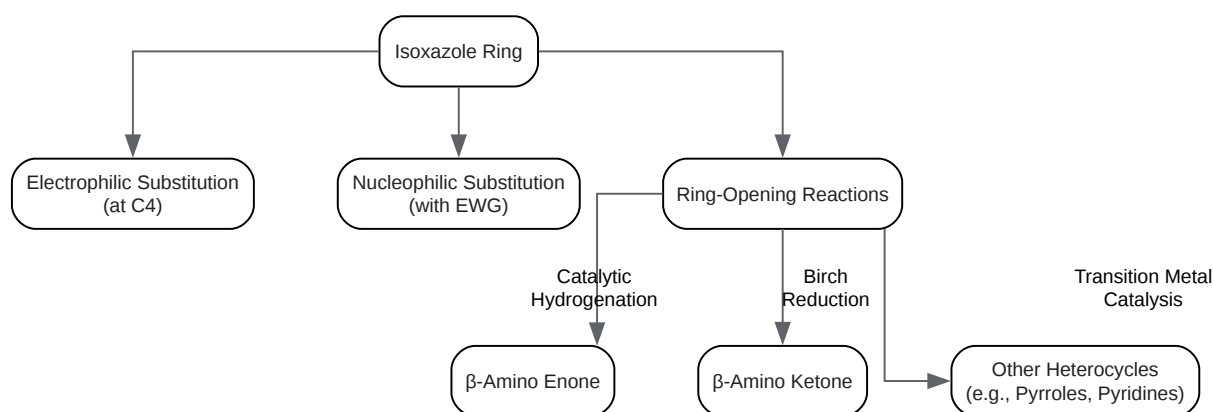 Isoxazole Ring
Electrophilic Substitution
(at C4)
Nucleophilic Substitution
(with EWG)
Ring-Opening Reactions
Catalytic
Hydrogenation
Birch
Reduction
Transition Metal
Catalysis
β-Amino Enone
β-Amino Ketone
Other Heterocycles
(e.g., Pyrroles, Pyridines)